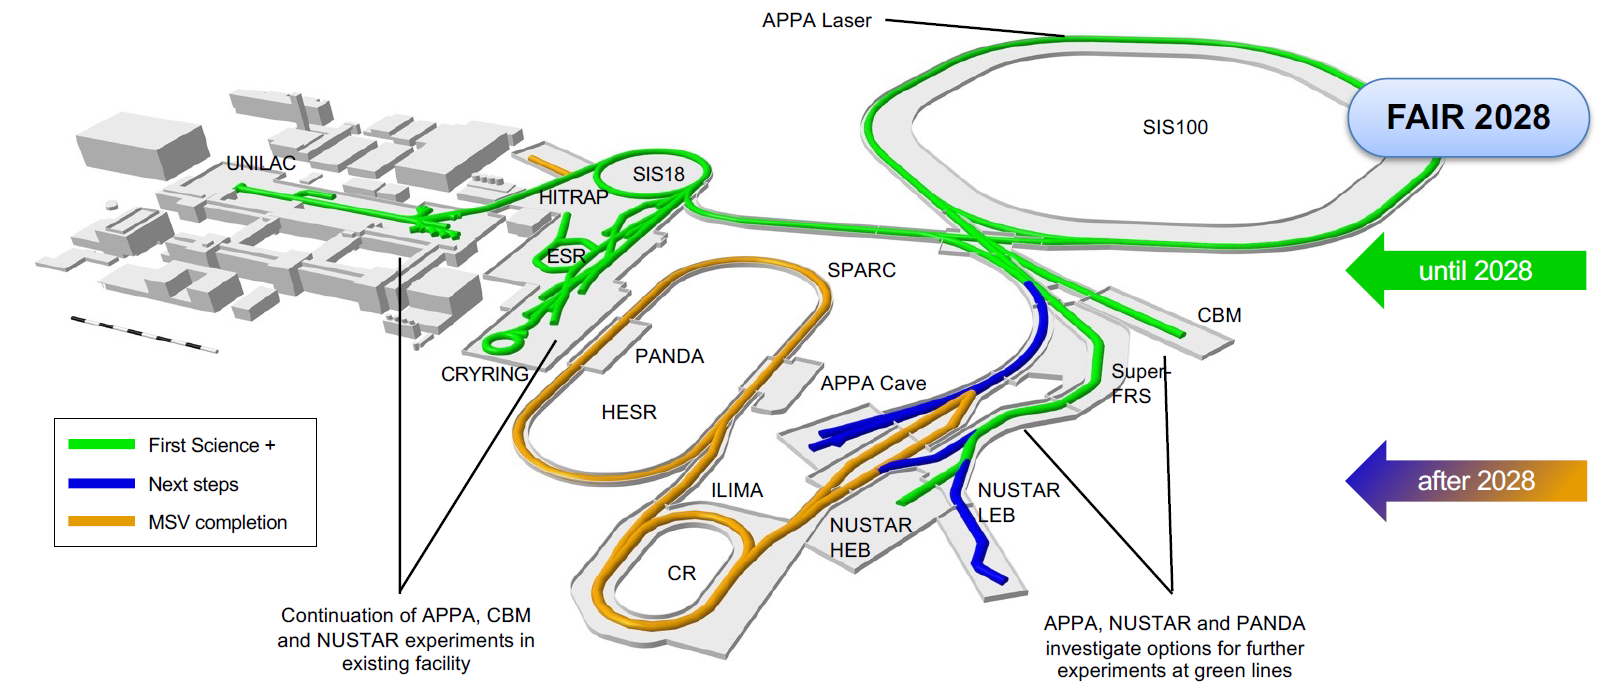 APPA Laser
FAIR 2028
SIS100
UNILAC
SIS18
HITRAP
ESR
SPARC
until 2028
CBM
PANDA
CRYRING
APPA Cave
Super-
FRS
HESR
First Science +
Next steps
MSV completion
after 2028
ILIMA
NUSTAR
LEB
NUSTAR
HEB
CR
Continuation of APPA, CBM
and NUSTAR experiments in
existing facility
APPA, NUSTAR and PANDA
investigate options for further
experiments at green lines